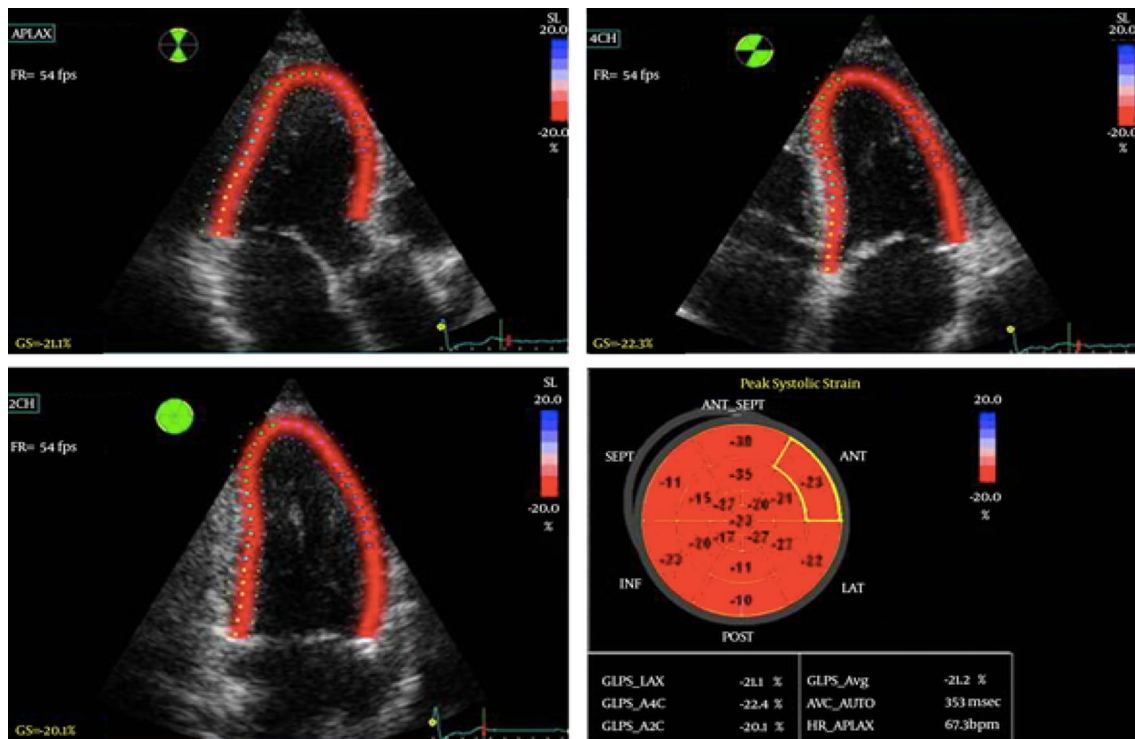 APLAX
FR= 54 fps
SL
20.0
-20.0
%
GS=-21.1%
4CH
FR= 54 fps
SL
20.0
-20.0
%
GS=-22.3%
2CH
FR= 54 fps
SL
20.0
-20.0
%
GS=-20.1%
Peak Systolic Strain
ANT_SEPT
SEPT
ANT
INF
LAT
POST
-30
-35
-11
-23
-15
-21
-20
-23
-17
-27
-20
-27
-23
-22
-11
-10
20.0
-20.0
%
GLPS_LAX -21.1 %
GLPS_A4C -22.4 %
GLPS_A2C -20.1 %
GLPS_Avg -21.2 %
AVC_AUTO 353 msec
HR_APLAX 67.3bpm